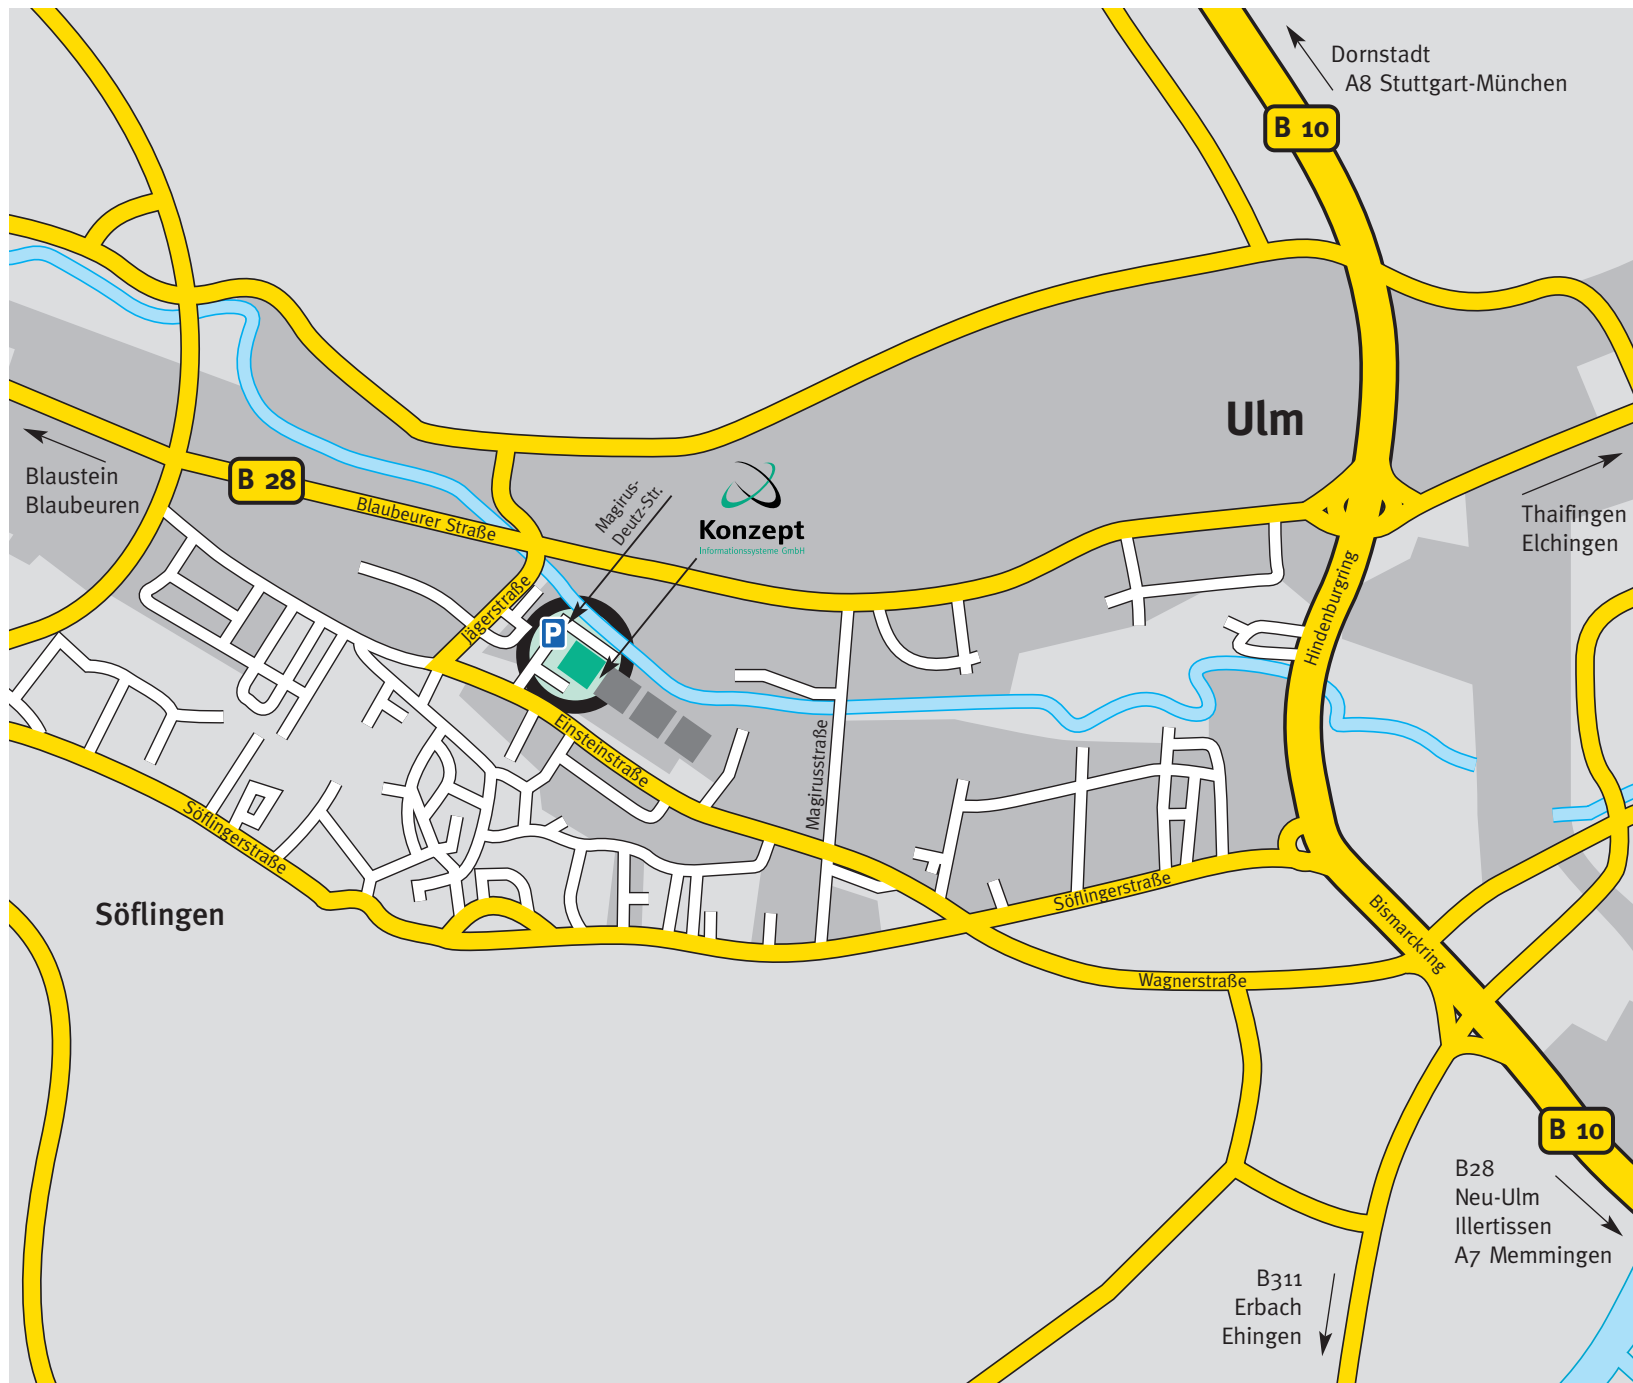 Dornstadt
A8 Stuttgart-München
B 10
Ulm
Blaustein
Blaubeuren
B 28
Blaubeurer Straße
Magirus-
Deutz-Str.
Konzept
Informationssysteme GmbH
Thaifingen
Elchingen
Jägerstraße
P
Hindenburgring
Einsteinstraße
Magirusstraße
Söflingerstraße
Söflingerstraße
Söflingen
Bismarckring
Wagnerstraße
B 10
B28
Neu-Ulm
Illertissen
A7 Memmingen
B311
Erbach
Ehingen